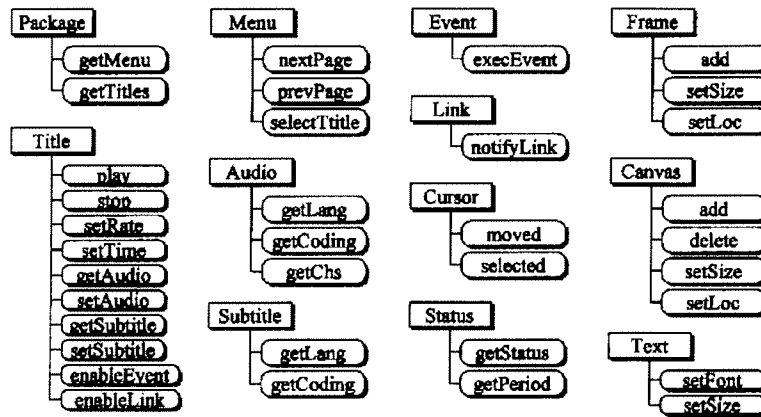 Package
getMenu
getTitles
Title
play
stop
setRate
setTime
getAudio
setAudio
getSubtitle
setSubtitle
enableEvent
enableLink
Menu
nextPage
prevPage
selectTtitle
Audio
getLang
getCoding
getChs
Subtitle
getLang
getCoding
Event
execEvent
Link
notifyLink
Cursor
moved
selected
Status
getStatus
getPeriod
Frame
add
setSize
setLoc
Canvas
add
delete
setSize
setLoc
Text
setFont
setSize